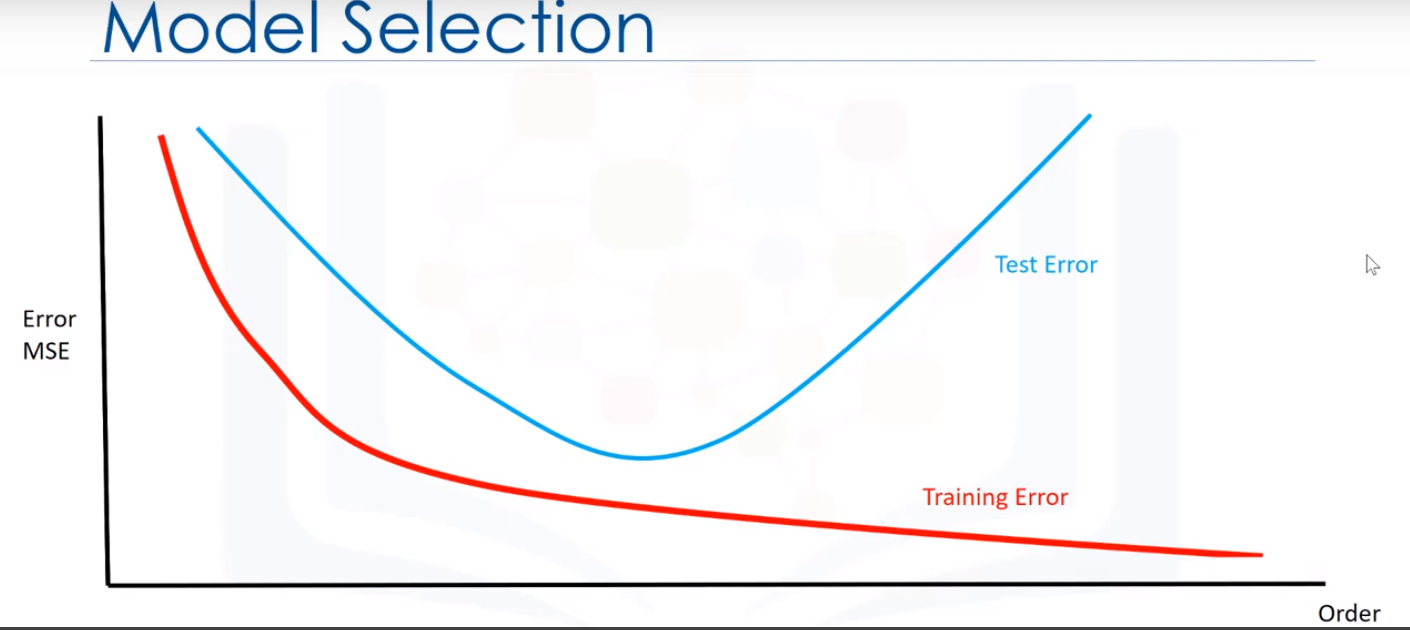 Model Selection
Test Error
Error
MSE
Training Error
Order